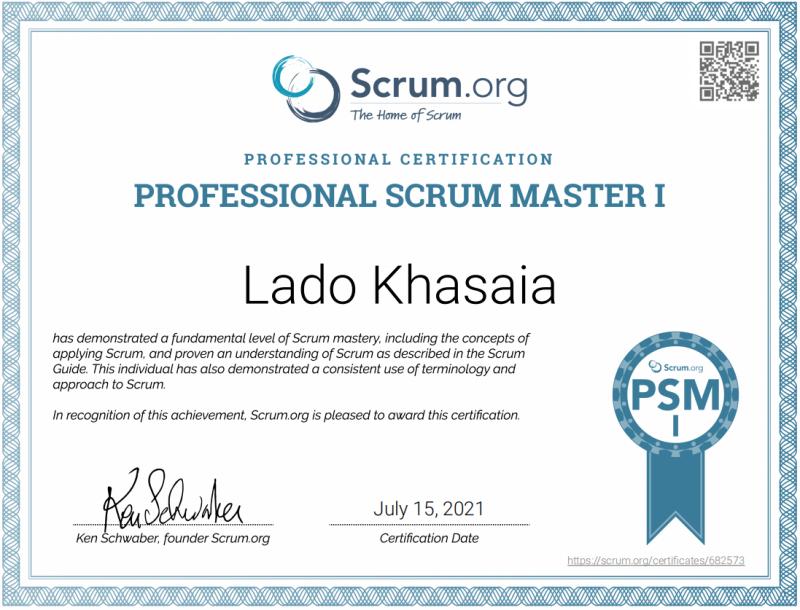 Scrum.org
The Home of Scrum
PROFESSIONAL CERTIFICATION
PROFESSIONAL SCRUM MASTER I
Lado Khasaia
has demonstrated a fundamental level of Scrum mastery, including the concepts of
applying Scrum, and proven an understanding of Scrum as described in the Scrum
Guide. This individual has also demonstrated a consistent use of terminology and
approach to Scrum.
In recognition of this achievement, Scrum.org is pleased to award this certification.
Scrum.org
PSM
I
Ken Schwaber
July 15, 2021
Ken Schwaber, founder Scrum.org
Certification Date
https://scrum.org/certificates/682573